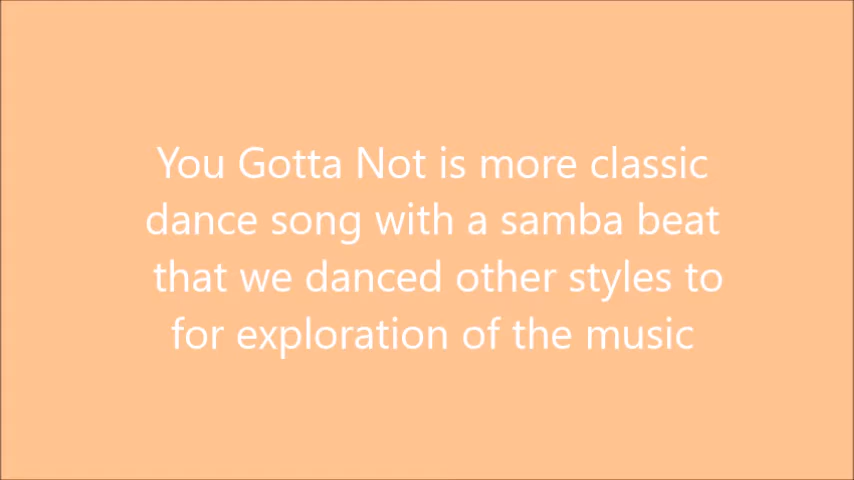 You Gotta Not is more classic
dance song with a samba beat
that we danced other styles to
for exploration of the music